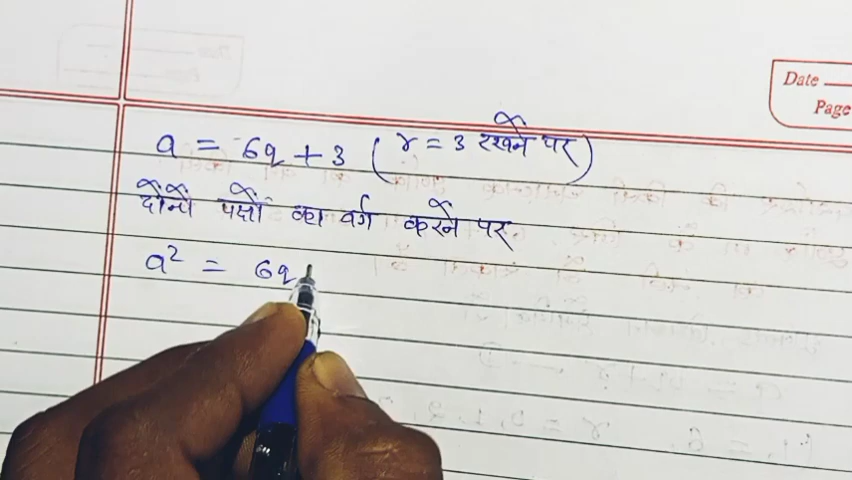 Date
Page
a = 6q + 3 (r = 3 रखने पर)
दोनों पक्षों का वर्ग करने पर
a² = 6q